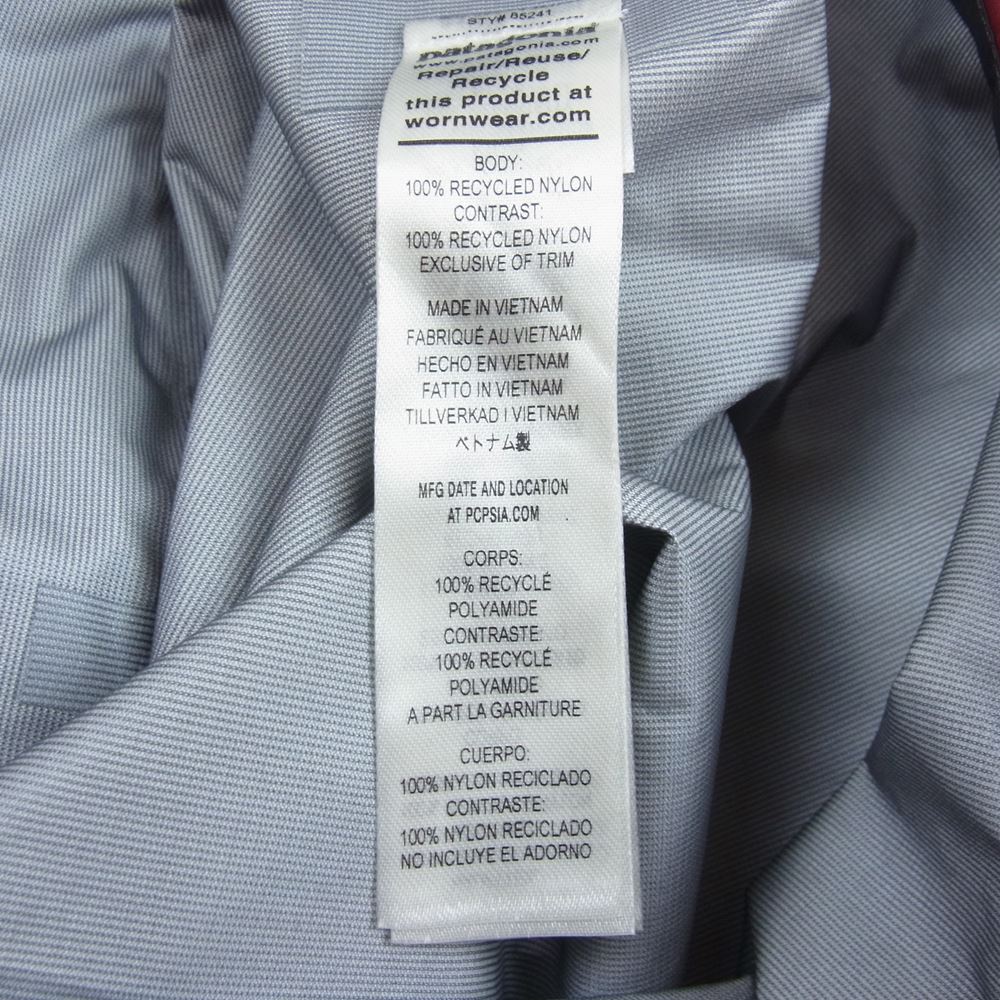 STY# 85241
patagonia
www.patagonia.com
Repair/Reuse/
Recycle
this product at
wornwear.com
BODY:
100% RECYCLED NYLON
CONTRAST:
100% RECYCLED NYLON
EXCLUSIVE OF TRIM
MADE IN VIETNAM
FABRIQUÉ AU VIETNAM
HECHO EN VIETNAM
FATTO IN VIETNAM
TILLVERKAD I VIETNAM
ベトナム製
MFG DATE AND LOCATION
AT PCPSIA.COM
CORPS:
100% RECYCLÉ
POLYAMIDE
CONTRASTE:
100% RECYCLÉ
POLYAMIDE
A PART LA GARNITURE
CUERPO:
100% NYLON RECICLADO
CONTRASTE:
100% NYLON RECICLADO
NO INCLUYE EL ADORNO